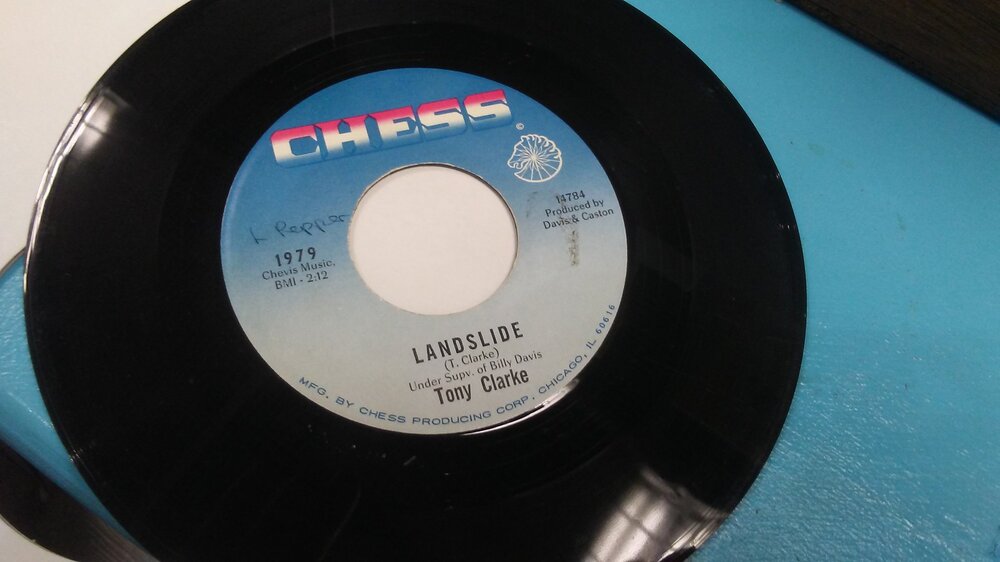 CHESS
©
14784
Produced by
Davis & Caston
L Pepper
1979
Chevis Music.
BMI - 2:12
LANDSLIDE
(T. Clarke)
Under Supv. of Billy Davis
Tony Clarke
MFG. BY CHESS PRODUCING CORP. CHICAGO, IL 60616